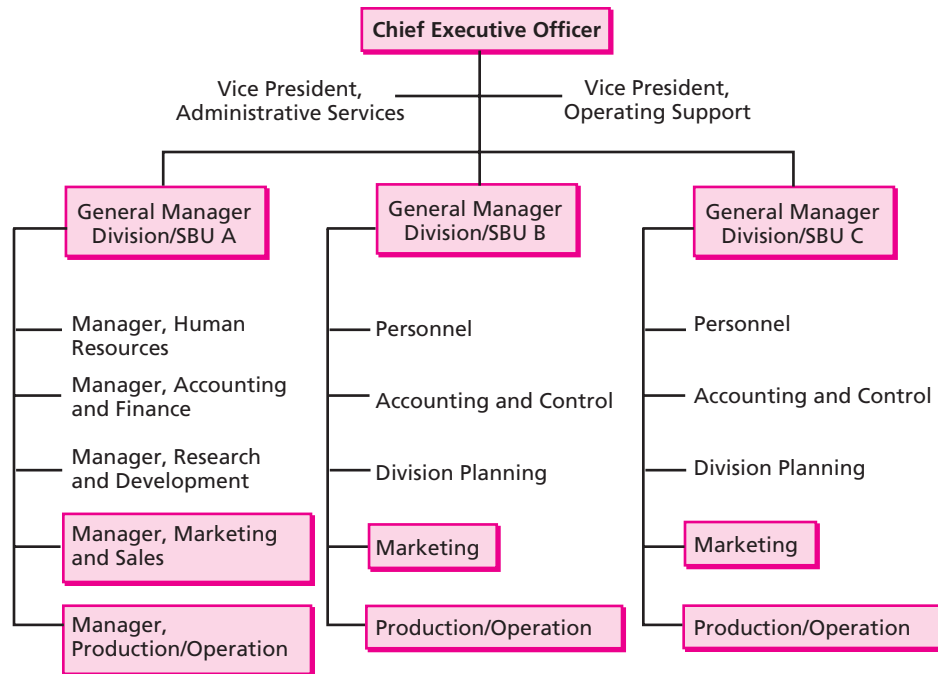 Chief Executive Officer
Vice President,
Administrative Services
Vice President,
Operating Support
General Manager
Division/SBU A
General Manager
Division/SBU B
General Manager
Division/SBU C
Manager, Human
Resources
Manager, Accounting
and Finance
Manager, Research
and Development
Manager, Marketing
and Sales
Manager,
Production/Operation
Personnel
Accounting and Control
Division Planning
Marketing
Production/Operation
Personnel
Accounting and Control
Division Planning
Marketing
Production/Operation